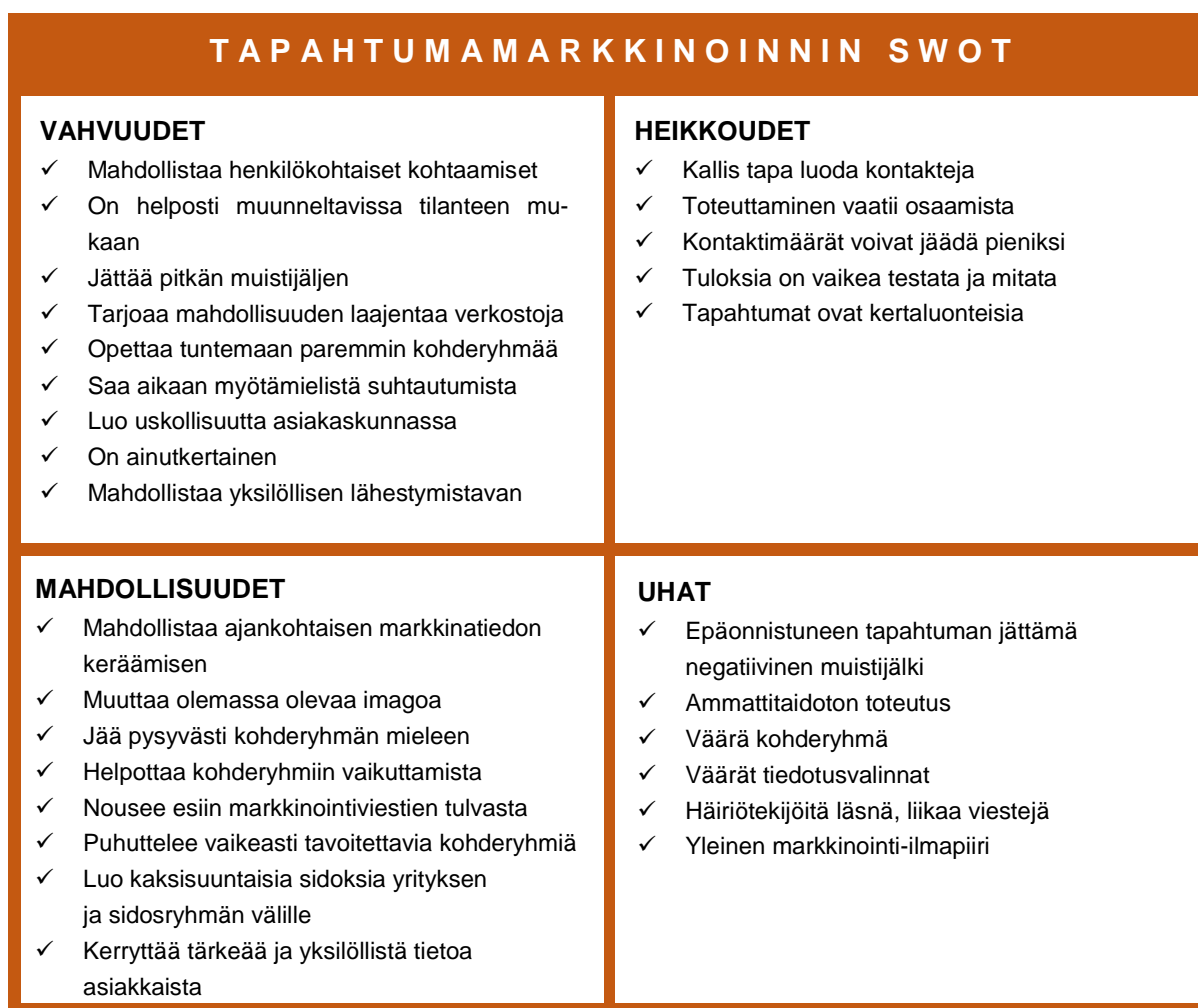 TAPAHTUMAMARKKINOINNIN SWOT
VAHVUUDET
✓ Mahdollistaa henkilökohtaiset kohtaamiset
✓ On helposti muunneltavissa tilanteen mu-
kaan
✓ Jättää pitkän muistijäljen
✓ Tarjoaa mahdollisuuden laajentaa verkostoja
✓ Opettaa tuntemaan paremmin kohderyhmää
✓ Saa aikaan myötämielistä suhtautumista
✓ Luo uskollisuutta asiakaskunnassa
✓ On ainutkertainen
✓ Mahdollistaa yksilöllisen lähestymistavan
HEIKKOUDET
✓ Kallis tapa luoda kontakteja
✓ Toteuttaminen vaatii osaamista
✓ Kontaktimäärät voivat jäädä pieniksi
✓ Tuloksia on vaikea testata ja mitata
✓ Tapahtumat ovat kertaluonteisia
MAHDOLLISUUDET
✓ Mahdollistaa ajankohtaisen markkinatiedon
keräämisen
✓ Muuttaa olemassa olevaa imagoa
✓ Jää pysyvästi kohderyhmän mieleen
✓ Helpottaa kohderyhmiin vaikuttamista
✓ Nousee esiin markkinointiviestien tulvasta
✓ Puhuttelee vaikeasti tavoitettavia kohderyhmiä
✓ Luo kaksisuuntaisia sidoksia yrityksen
ja sidosryhmän välille
✓ Kerryttää tärkeää ja yksilöllistä tietoa
asiakkaista
UHAT
✓ Epäonnistuneen tapahtuman jättämä
negatiivinen muistijälki
✓ Ammattitaidoton toteutus
✓ Väärä kohderyhmä
✓ Väärät tiedotusvalinnat
✓ Häiriötekijöitä läsnä, liikaa viestejä
✓ Yleinen markkinointi-ilmapiiri